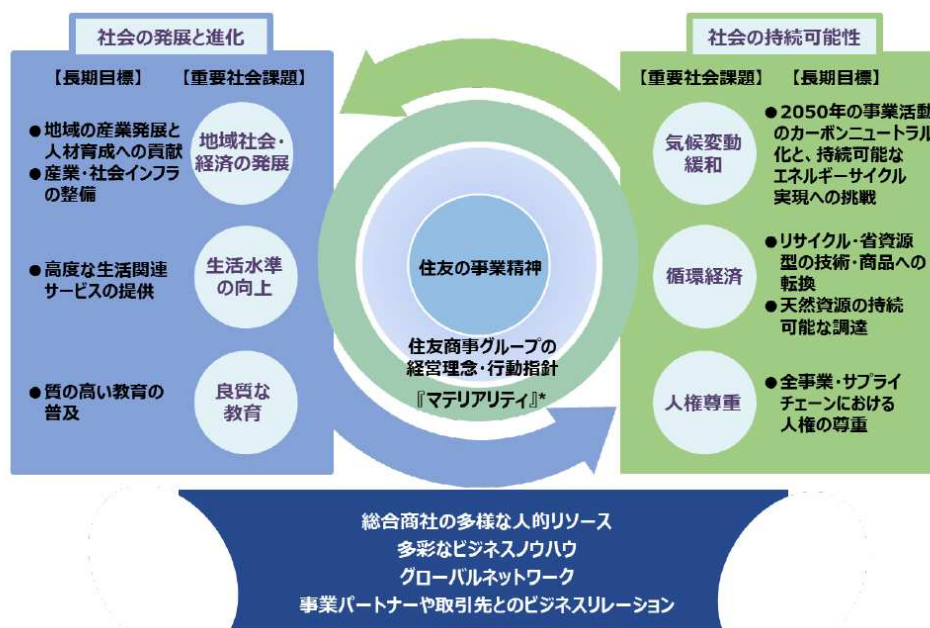 社会の発展と進化
【長期目標】
【重要社会課題】
●地域の産業発展と
人材育成への貢献
●産業・社会インフラ
の整備
地域社会・
経済の発展
●高度な生活関連
サービスの提供
生活水準
の向上
●質の高い教育の
普及
良質な
教育
住友の事業精神
住友商事グループの
経営理念・行動指針
『マテリアリティ』*
社会の持続可能性
【重要社会課題】
【長期目標】
気候変動
緩和
●2050年の事業活動
のカーボンニュートラル
化と、持続可能な
エネルギーサイクル
実現への挑戦
循環経済
●リサイクル・省資源
型の技術・商品への
転換
●天然資源の持続
可能な調達
人権尊重
●全事業・サプライ
チェーンにおける
人権の尊重
総合商社の多様な人的リソース
多彩なビジネスノウハウ
グローバルネットワーク
事業パートナーや取引先とのビジネスリレーション